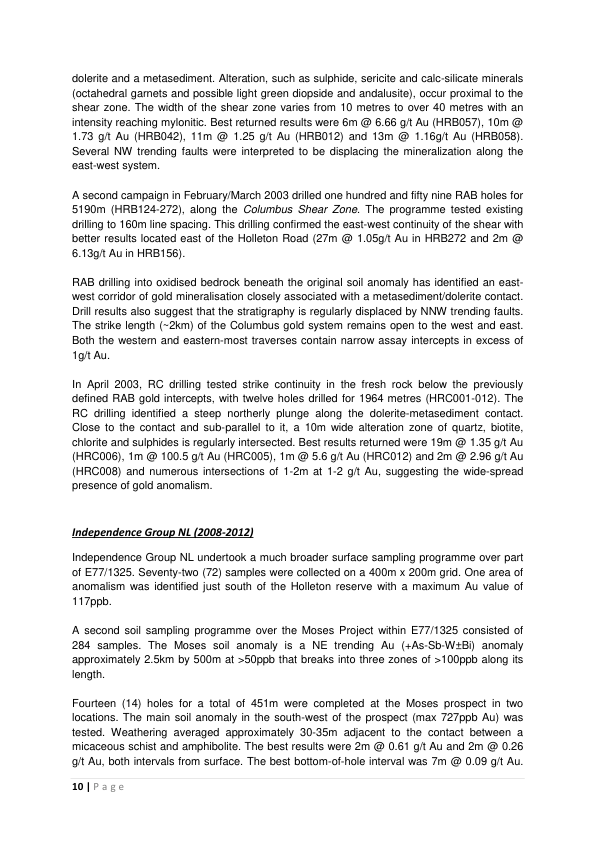 dolerite and a metasediment. Alteration, such as sulphide, sericite and calc-silicate minerals
(octahedral garnets and possible light green diopside and andalusite), occur proximal to the
shear zone. The width of the shear zone varies from 10 metres to over 40 metres with an
intensity reaching mylonitic. Best returned results were 6m @ 6.66 g/t Au (HRB057), 10m @
1.73 g/t Au (HRB042), 11m @ 1.25 g/t Au (HRB012) and 13m @ 1.16g/t Au (HRB058).
Several NW trending faults were interpreted to be displacing the mineralization along the
east-west system.
A second campaign in February/March 2003 drilled one hundred and fifty nine RAB holes for
5190m (HRB124-272), along the Columbus Shear Zone. The programme tested existing
drilling to 160m line spacing. This drilling confirmed the east-west continuity of the shear with
better results located east of the Holleton Road (27m @ 1.05g/t Au in HRB272 and 2m @
6.13g/t Au in HRB156).
RAB drilling into oxidised bedrock beneath the original soil anomaly has identified an east-
west corridor of gold mineralisation closely associated with a metasediment/dolerite contact.
Drill results also suggest that the stratigraphy is regularly displaced by NNW trending faults.
The strike length (~2km) of the Columbus gold system remains open to the west and east.
Both the western and eastern-most traverses contain narrow assay intercepts in excess of
1g/t Au.
In April 2003, RC drilling tested strike continuity in the fresh rock below the previously
defined RAB gold intercepts, with twelve holes drilled for 1964 metres (HRC001-012). The
RC drilling identified a steep northerly plunge along the dolerite-metasediment contact.
Close to the contact and sub-parallel to it, a 10m wide alteration zone of quartz, biotite,
chlorite and sulphides is regularly intersected. Best results returned were 19m @ 1.35 g/t Au
(HRC006), 1m @ 100.5 g/t Au (HRC005), 1m @ 5.6 g/t Au (HRC012) and 2m @ 2.96 g/t Au
(HRC008) and numerous intersections of 1-2m at 1-2 g/t Au, suggesting the wide-spread
presence of gold anomalism.
Independence Group NL (2008-2012)
Independence Group NL undertook a much broader surface sampling programme over part
of E77/1325. Seventy-two (72) samples were collected on a 400m x 200m grid. One area of
anomalism was identified just south of the Holleton reserve with a maximum Au value of
117ppb.
A second soil sampling programme over the Moses Project within E77/1325 consisted of
284 samples. The Moses soil anomaly is a NE trending Au (+As-Sb-W±Bi) anomaly
approximately 2.5km by 500m at >50ppb that breaks into three zones of >100ppb along its
length.
Fourteen (14) holes for a total of 451m were completed at the Moses prospect in two
locations. The main soil anomaly in the south-west of the prospect (max 727ppb Au) was
tested. Weathering averaged approximately 30-35m adjacent to the contact between a
micaceous schist and amphibolite. The best results were 2m @ 0.61 g/t Au and 2m @ 0.26
g/t Au, both intervals from surface. The best bottom-of-hole interval was 7m @ 0.09 g/t Au.
10 | Page